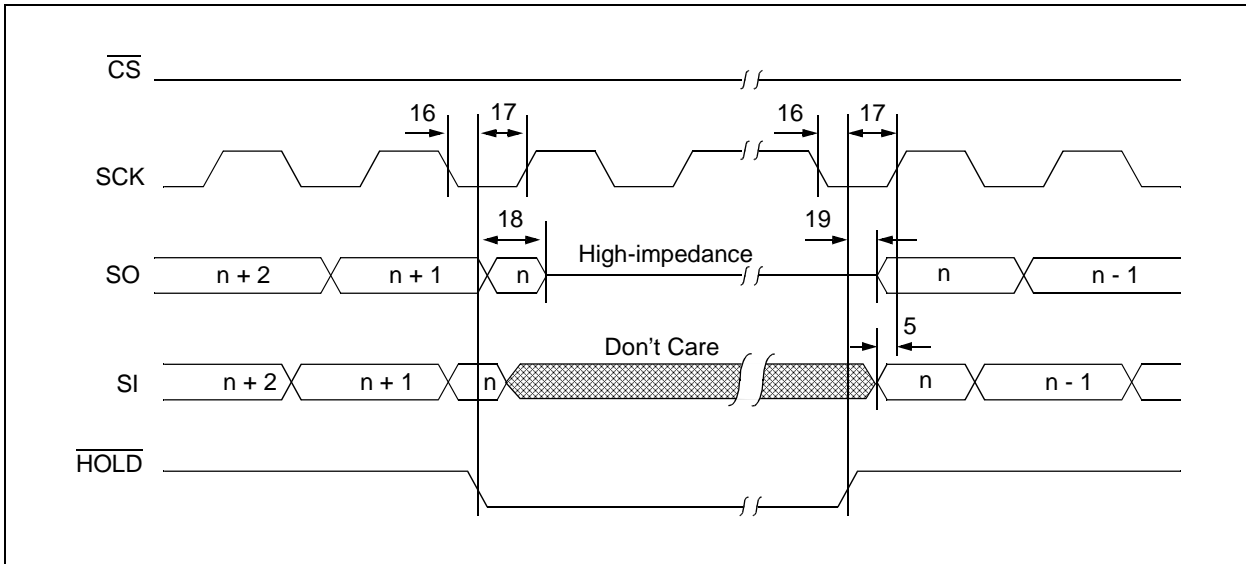 CS
16 17 16 17
SCK
18 19
High-impedance
SO n + 2 n + 1 n n n - 1
5
Don't Care
SI n + 2 n + 1 n n n - 1
HOLD